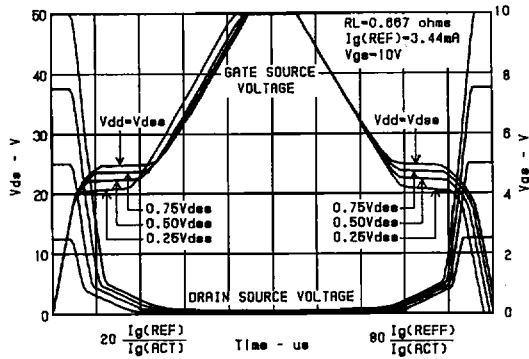 50
40
30
20
10
0
Vds - V
10
8
6
4
2
0
Vgs - V
RL=0.667 ohms
Ig(REF)=3.44mA
Vgs=10V
GATE SOURCE
VOLTAGE
Vdd=Vdss
Vdd=Vdss
0.75Vdss
0.50Vdss
0.25Vdss
0.75Vdss
0.50Vdss
0.25Vdss
DRAIN SOURCE VOLTAGE
20 Ig(REF)
Ig(ACT)
Time - us
80 Ig(REFF)
Ig(ACT)